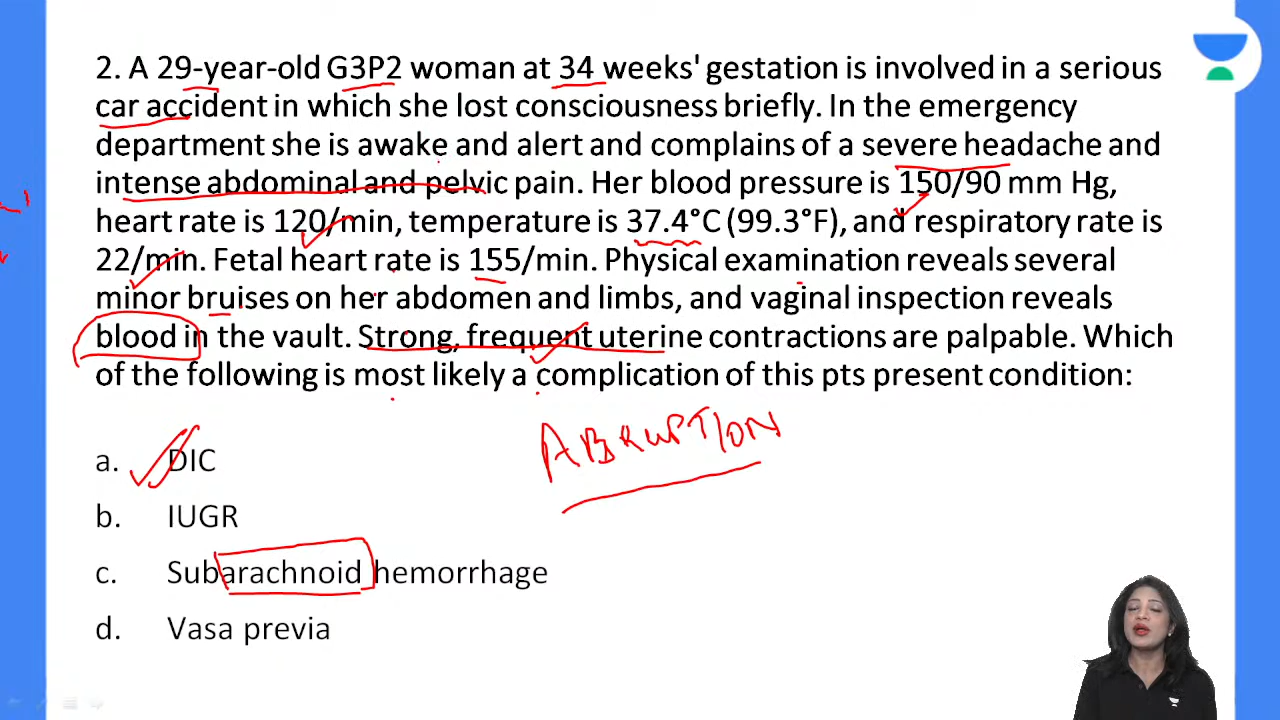 2. A 29-year-old G3P2 woman at 34 weeks' gestation is involved in a serious
car accident in which she lost consciousness briefly. In the emergency
department she is awake and alert and complains of a severe headache and
intense abdominal and pelvic pain. Her blood pressure is 150/90 mm Hg,
heart rate is 120/min, temperature is 37.4°C (99.3°F), and respiratory rate is
22/min. Fetal heart rate is 155/min. Physical examination reveals several
minor bruises on her abdomen and limbs, and vaginal inspection reveals
blood in the vault. Strong, frequent uterine contractions are palpable. Which
of the following is most likely a complication of this pts present condition:
ABRUPTION
a. DIC
b. IUGR
c. Subarachnoid hemorrhage
d. Vasa previa